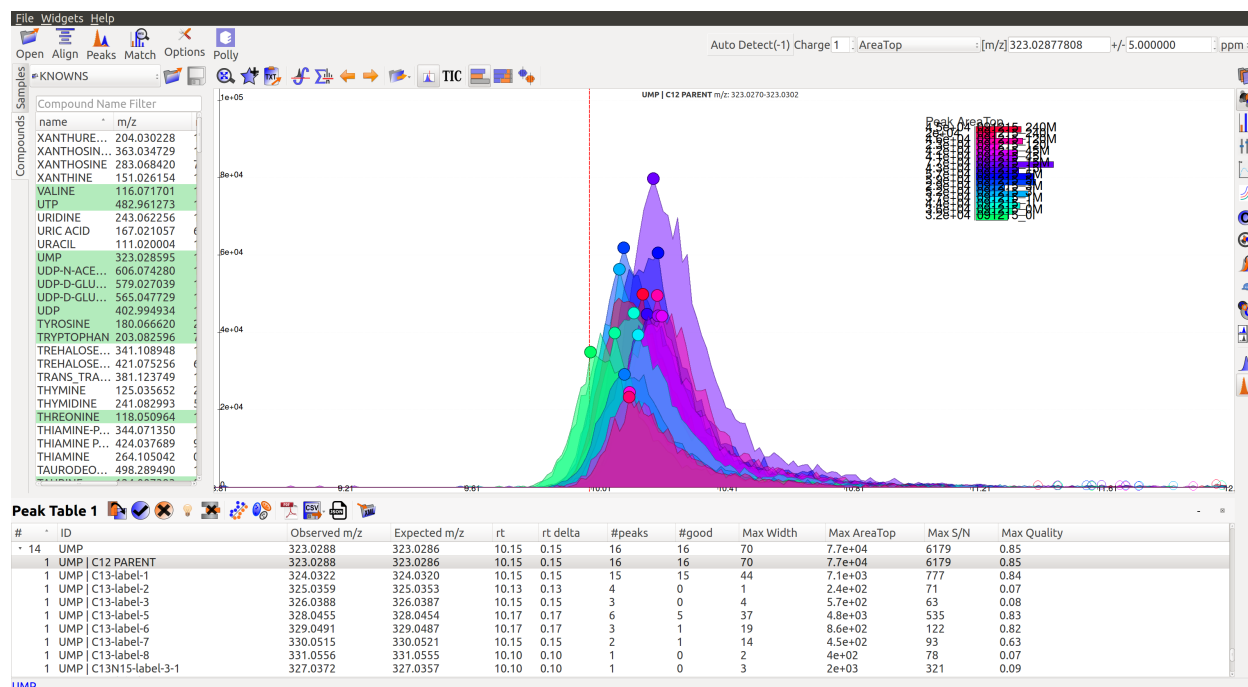 File Widgets Help
Open Align Peaks Match Options Polly
Auto Detect(-1) Charge 1 AreaTop [m/z] 323.02877808 +/- 5.000000 ppm
Samples
Compounds
KNOWNS
TIC
Compound Name Filter
name m/z
XANTHURE... 204.030228
XANTHOSIN... 363.034729
XANTHOSINE 283.068420
XANTHINE 151.026154
VALINE 116.071701
UTP 482.961273
URIDINE 243.062256
URIC ACID 167.021057
URACIL 111.020004
UMP 323.028595
UDP-N-ACE... 606.074280
UDP-D-GLU... 579.027039
UDP-D-GLU... 565.047729
UDP 402.994934
TYROSINE 180.066620
TRYPTOPHAN 203.082596
TREHALOSE... 341.108948
TREHALOSE... 421.075256
TRANS_TRA... 381.123749
THYMINE 125.035652
THYMIDINE 241.082993
THREONINE 118.050964
THIAMINE-P... 344.071350
THIAMINE P... 424.037689
THIAMINE 264.105042
TAURODEO... 498.289490
UMP | C12 PARENT m/z: 323.0270-323.0302
1e+05
8e+04
6e+04
4e+04
2e+04
0
9.21 9.61 10.01 10.41 10.81 11.21 11.61
Peak AreaTop
3.2e+04 091215_0M
Peak Table 1
# ID Observed m/z Expected m/z rt rt delta #peaks #good Max Width Max AreaTop Max S/N Max Quality
14 UMP 323.0288 323.0286 10.15 0.15 16 16 70 7.7e+04 6179 0.85
1 UMP | C12 PARENT 323.0288 323.0286 10.15 0.15 16 16 70 7.7e+04 6179 0.85
1 UMP | C13-label-1 324.0322 324.0320 10.15 0.15 15 15 44 7.1e+03 777 0.84
1 UMP | C13-label-2 325.0359 325.0353 10.13 0.13 4 0 1 2.4e+02 71 0.07
1 UMP | C13-label-3 326.0388 326.0387 10.15 0.15 3 0 4 5.7e+02 63 0.08
1 UMP | C13-label-5 328.0455 328.0454 10.17 0.17 6 5 37 4.8e+03 535 0.83
1 UMP | C13-label-6 329.0491 329.0487 10.17 0.17 3 1 19 8.6e+02 122 0.82
1 UMP | C13-label-7 330.0515 330.0521 10.15 0.15 2 1 14 4.5e+02 93 0.63
1 UMP | C13-label-8 331.0556 331.0555 10.10 0.10 1 0 2 4e+02 78 0.07
1 UMP | C13N15-label-3-1 327.0372 327.0357 10.10 0.10 1 0 3 2e+03 321 0.09
UMP